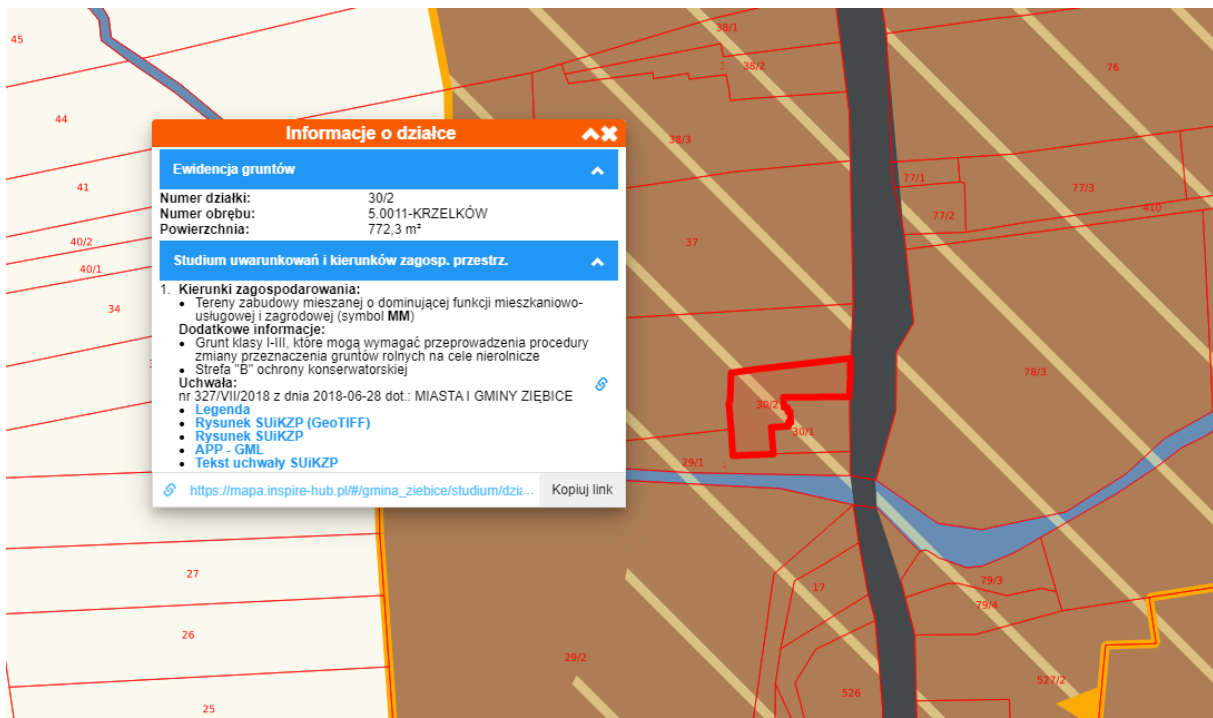 45
38/1
38/2
76
44
38/3
Informacje o działce
Ewidencja gruntów
Numer działki: 30/2
Numer obrębu: 5.0011-KRZELKÓW
Powierzchnia: 772,3 m²
Studium uwarunkowań i kierunków zagosp. przestrz.
1. Kierunki zagospodarowania:
• Tereny zabudowy mieszanej o dominującej funkcji mieszkaniowo-
usługowej i zagrodowej (symbol MM)
Dodatkowe informacje:
• Grunt klasy I-III, które mogą wymagać przeprowadzenia procedury
zmiany przeznaczenia gruntów rolnych na cele nierolnicze
• Strefa "B" ochrony konserwatorskiej
Uchwała:
nr 327/VII/2018 z dnia 2018-06-28 dot.: MIASTA I GMINY ZIĘBICE
• Legenda
• Rysunek SUiKZP (GeoTIFF)
• Rysunek SUiKZP
• APP - GML
• Tekst uchwały SUiKZP
https://mapa.inspire-hub.pl/#/gmina_ziebice/studium/dzia... Kopiuj link
41
77/1
77/3
410
77/2
40/2
37
40/1
34
78/3
30/2
30/1
29/1
27
17
79/3
79/4
26
29/2
527/2
526
25